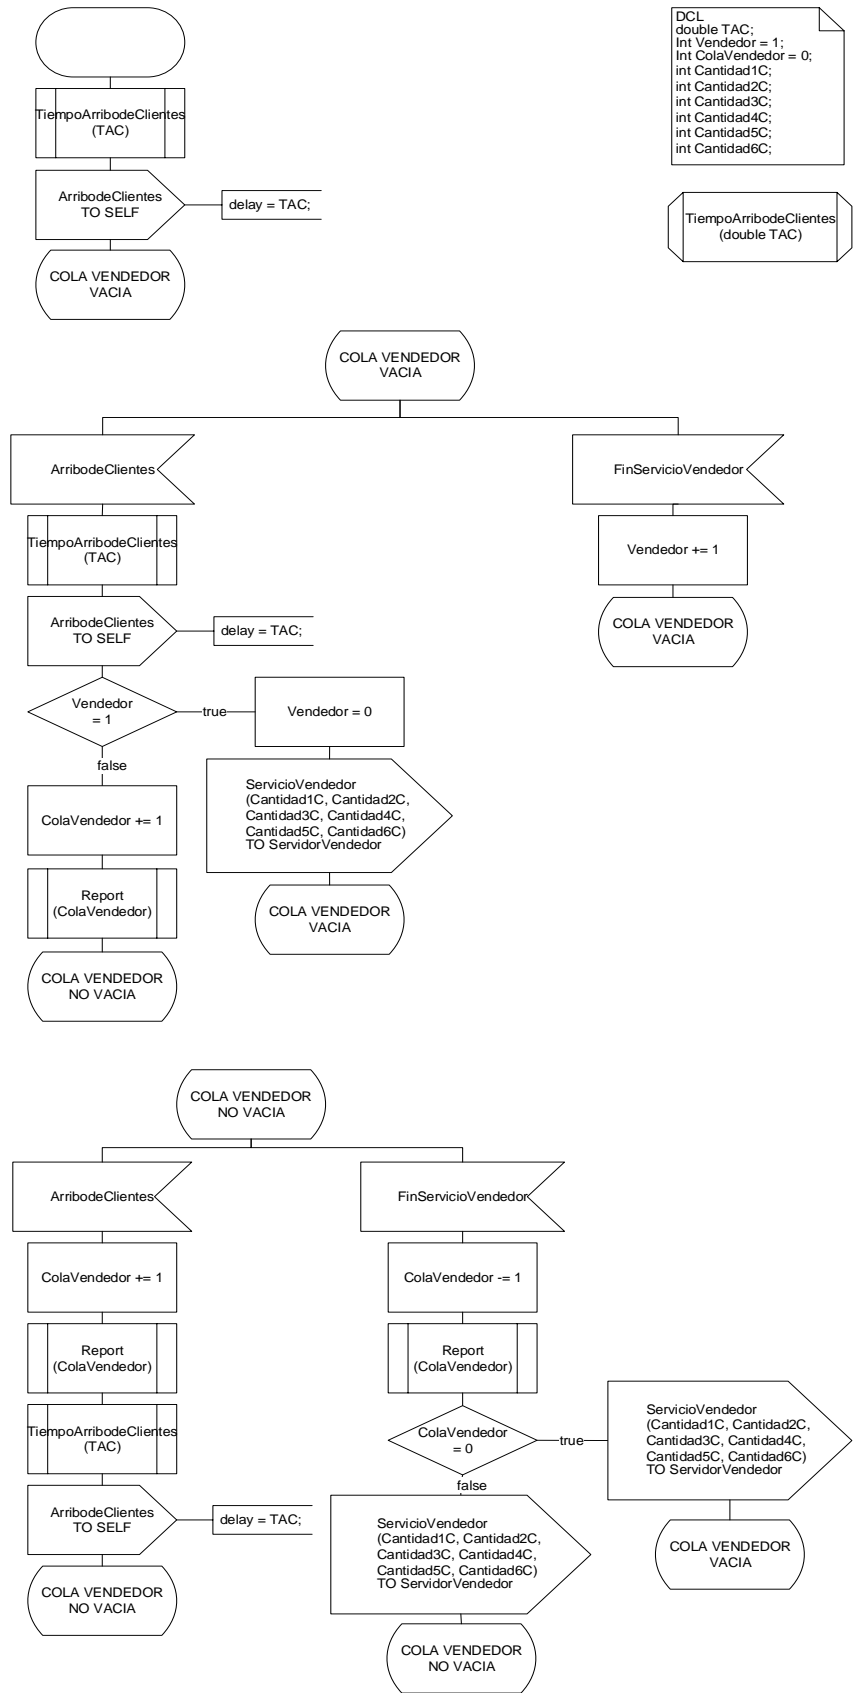 DCL
double TAC;
Int Vendedor = 1;
Int ColaVendedor = 0;
int Cantidad1C;
int Cantidad2C;
int Cantidad3C;
int Cantidad4C;
int Cantidad5C;
int Cantidad6C;
TiempoArribodeClientes
(TAC)
ArribodeClientes
TO SELF
delay = TAC;
TiempoArribodeClientes
(double TAC)
COLA VENDEDOR
VACIA
COLA VENDEDOR
VACIA
ArribodeClientes
FinServicioVendedor
TiempoArribodeClientes
(TAC)
Vendedor += 1
ArribodeClientes
TO SELF
delay = TAC;
COLA VENDEDOR
VACIA
Vendedor
= 1
true
Vendedor = 0
false
ServicioVendedor
(Cantidad1C, Cantidad2C,
Cantidad3C, Cantidad4C,
Cantidad5C, Cantidad6C)
TO ServidorVendedor
ColaVendedor += 1
Report
(ColaVendedor)
COLA VENDEDOR
VACIA
COLA VENDEDOR
NO VACIA
COLA VENDEDOR
NO VACIA
ArribodeClientes
FinServicioVendedor
ColaVendedor += 1
ColaVendedor -= 1
Report
(ColaVendedor)
Report
(ColaVendedor)
TiempoArribodeClientes
(TAC)
ColaVendedor
= 0
true
ServicioVendedor
(Cantidad1C, Cantidad2C,
Cantidad3C, Cantidad4C,
Cantidad5C, Cantidad6C)
TO ServidorVendedor
false
ArribodeClientes
TO SELF
delay = TAC;
ServicioVendedor
(Cantidad1C, Cantidad2C,
Cantidad3C, Cantidad4C,
Cantidad5C, Cantidad6C)
TO ServidorVendedor
COLA VENDEDOR
VACIA
COLA VENDEDOR
NO VACIA
COLA VENDEDOR
NO VACIA